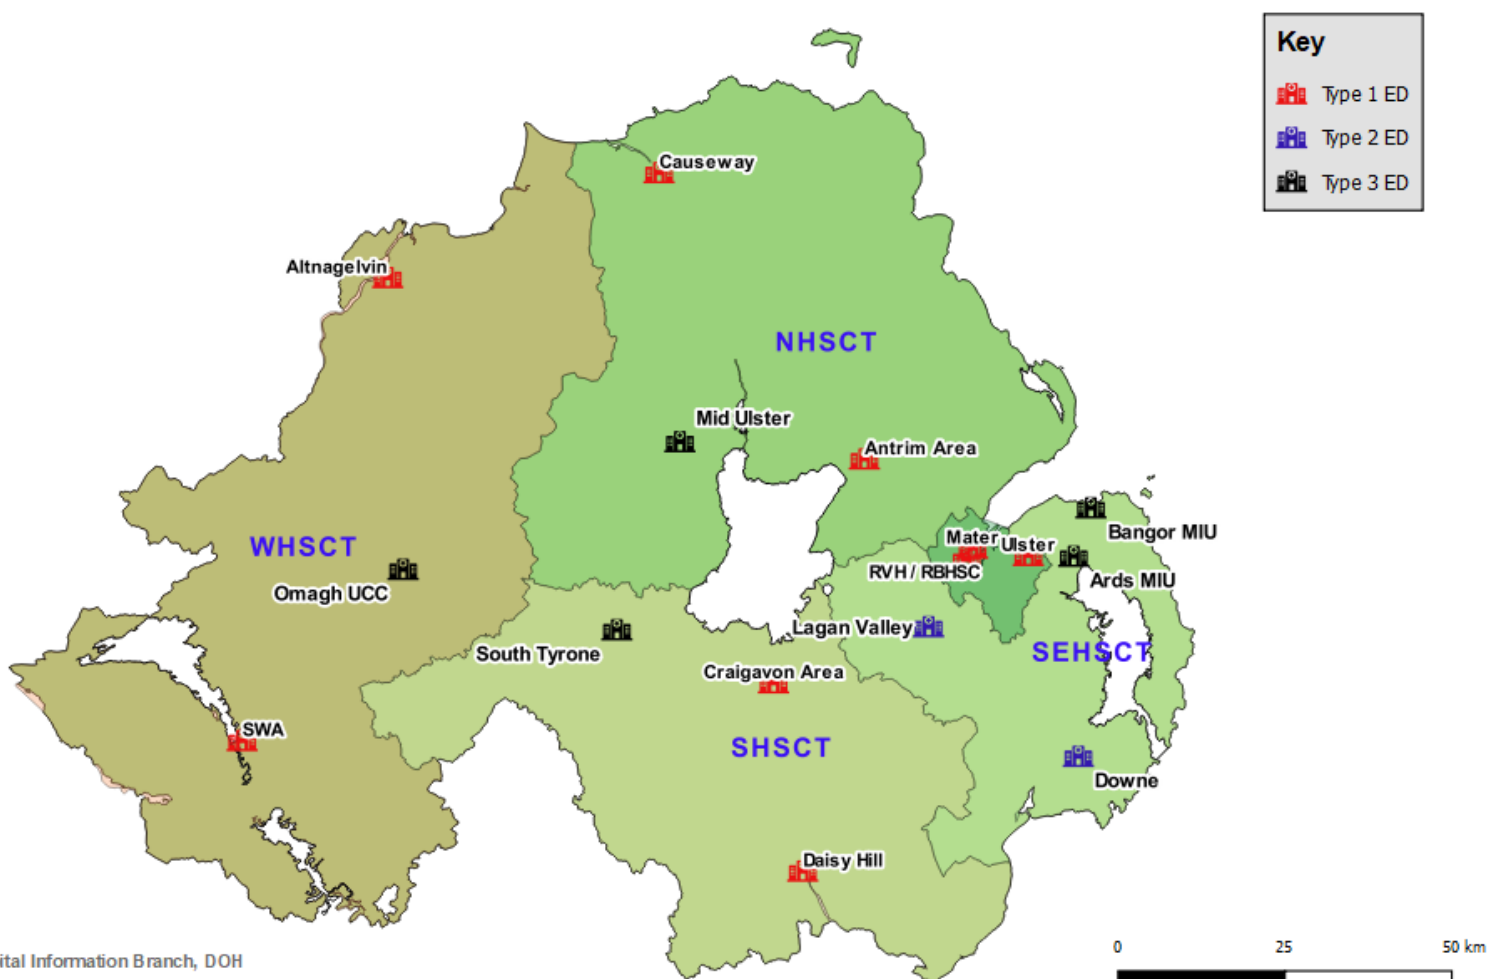 Key
Type 1 ED
Type 2 ED
Type 3 ED
Causeway
Altnagelvin
NHSCT
Mid Ulster
Antrim Area
Bangor MIU
Mater
Ulster
WHSCT
RVH / RBHSC
Ards MIU
Omagh UCC
Lagan Valley
South Tyrone
SEHSCT
Craigavon Area
SWA
SHSCT
Downe
Daisy Hill
0 25 50 km
Information Branch, DOH